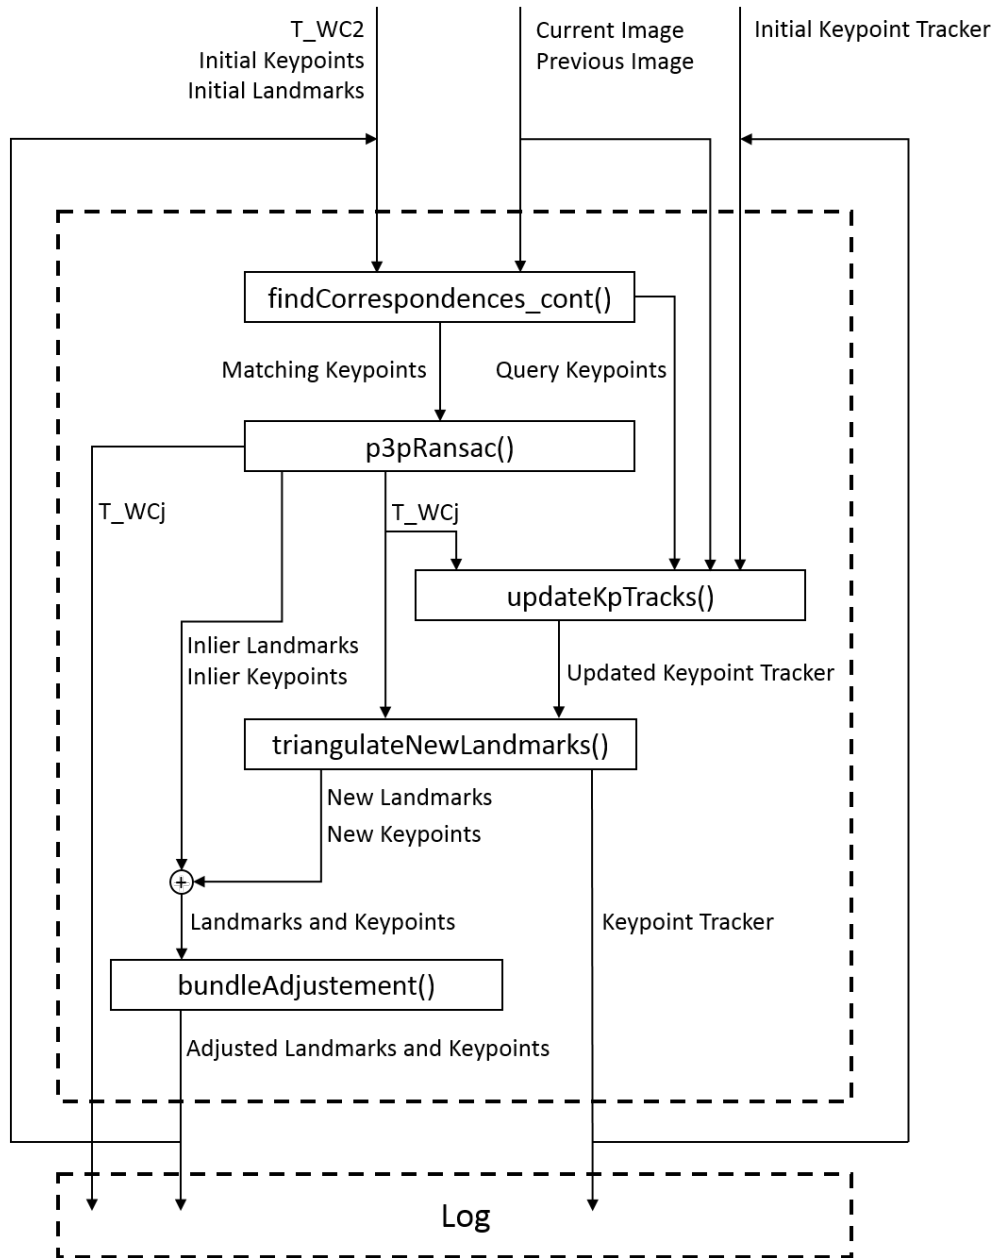 T_WC2
Initial Keypoints
Initial Landmarks
Current Image
Previous Image
Initial Keypoint Tracker
findCorrespondences_cont()
Matching Keypoints
Query Keypoints
p3pRansac()
T_WCj
T_WCj
updateKpTracks()
Inlier Landmarks
Inlier Keypoints
Updated Keypoint Tracker
triangulateNewLandmarks()
New Landmarks
New Keypoints
+
Landmarks and Keypoints
Keypoint Tracker
bundleAdjustement()
Adjusted Landmarks and Keypoints
Log